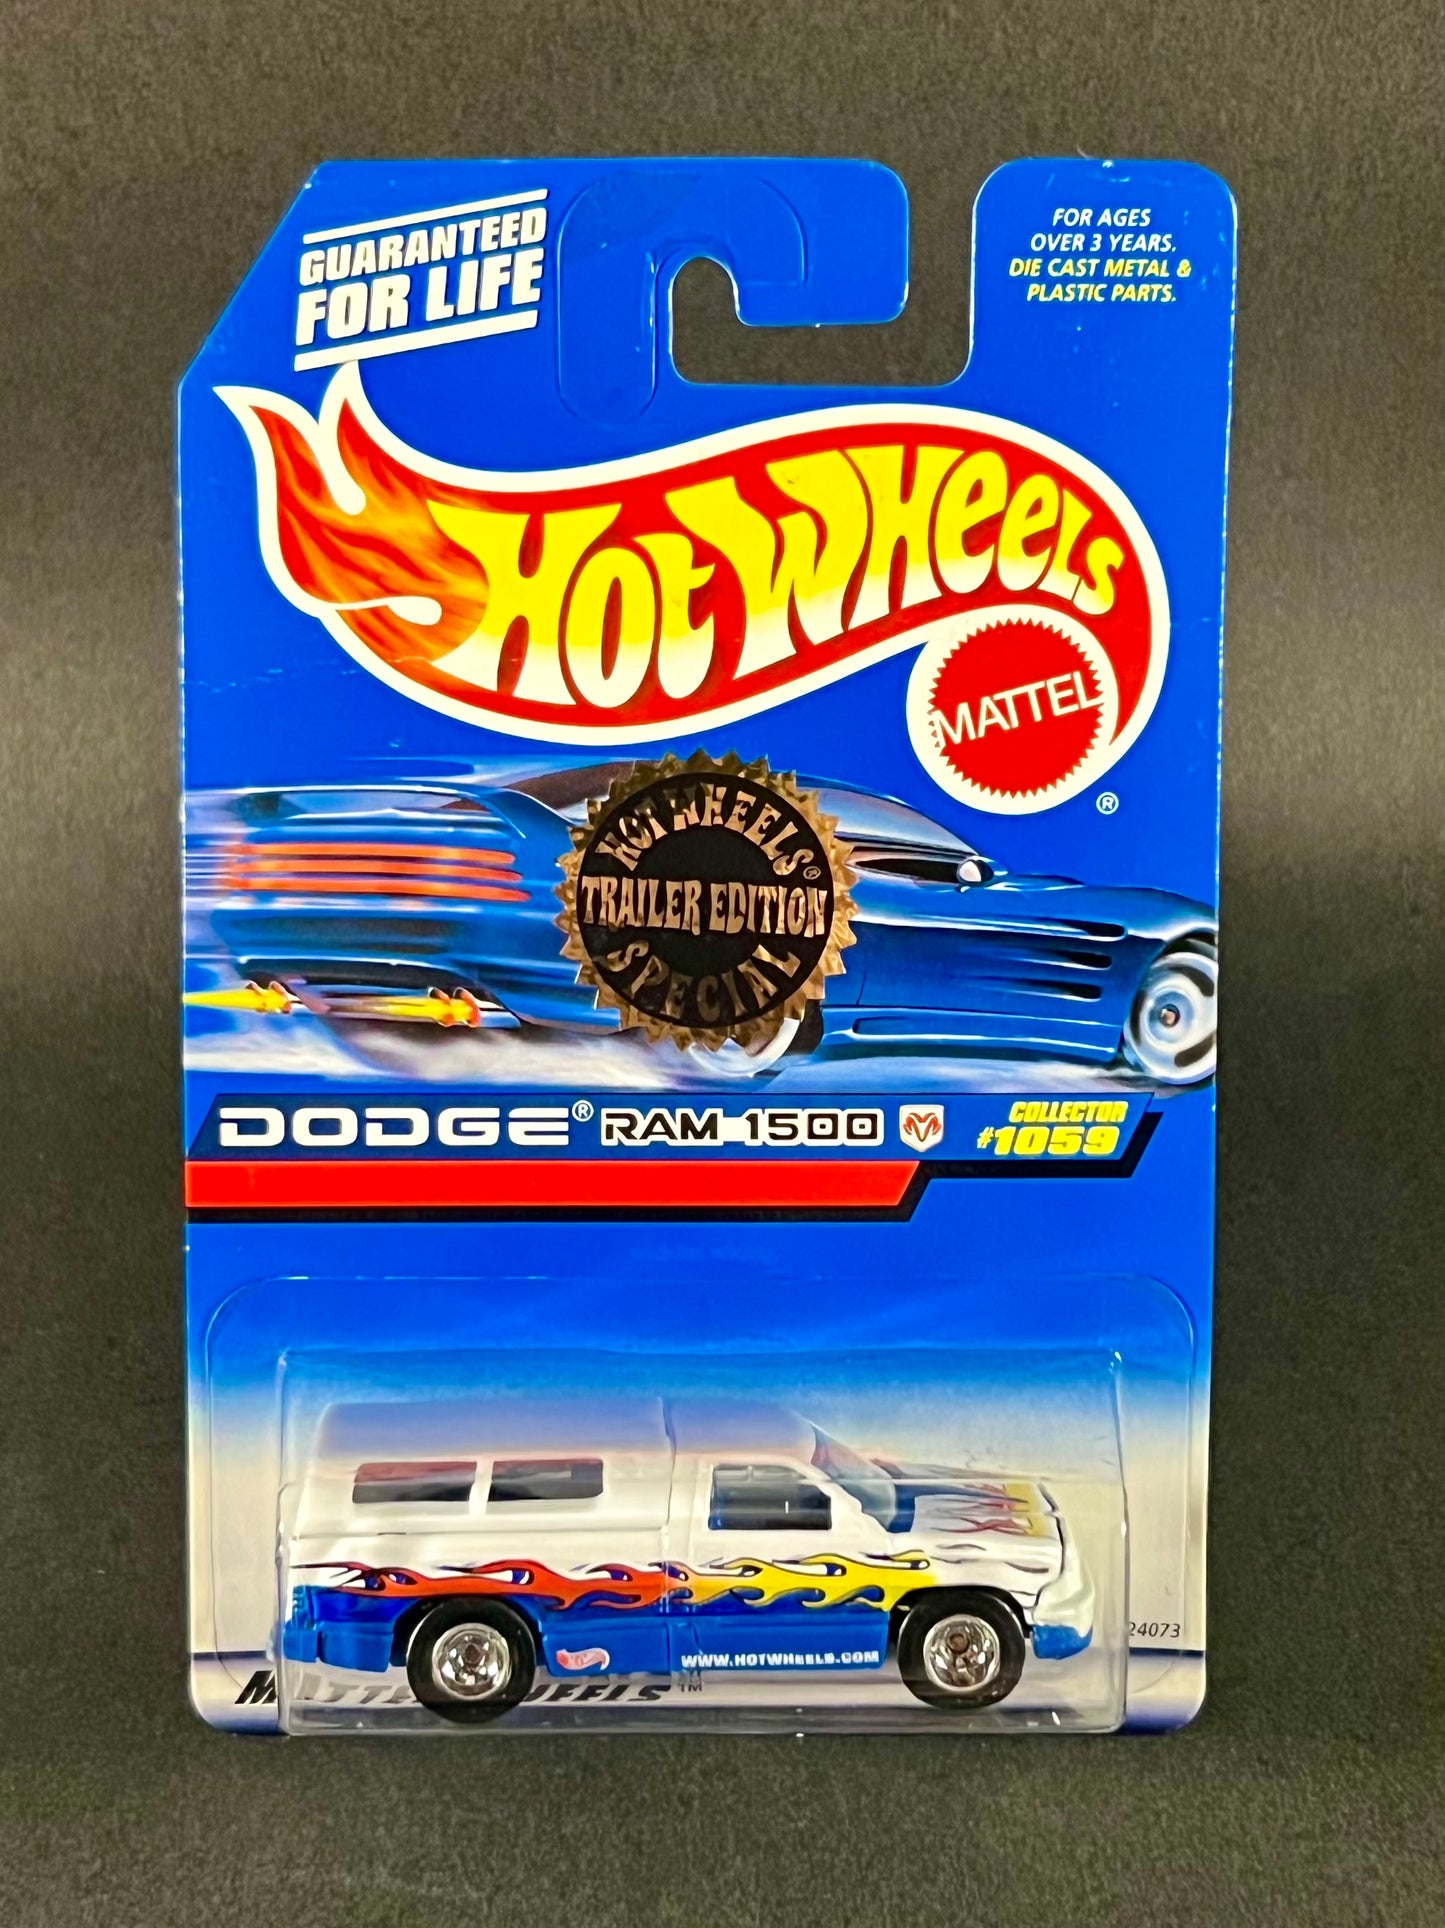 GUARANTEED
FOR LIFE
FOR AGES
OVER 3 YEARS.
DIE CAST METAL &
PLASTIC PARTS.
HOT WHEELS
MATTEL
®
HOT WHEELS®
TRAILER EDITION
SPECIAL
DODGE® RAM 1500
COLLECTOR
#1059
WWW.HOTWHEELS.COM
24073
TM